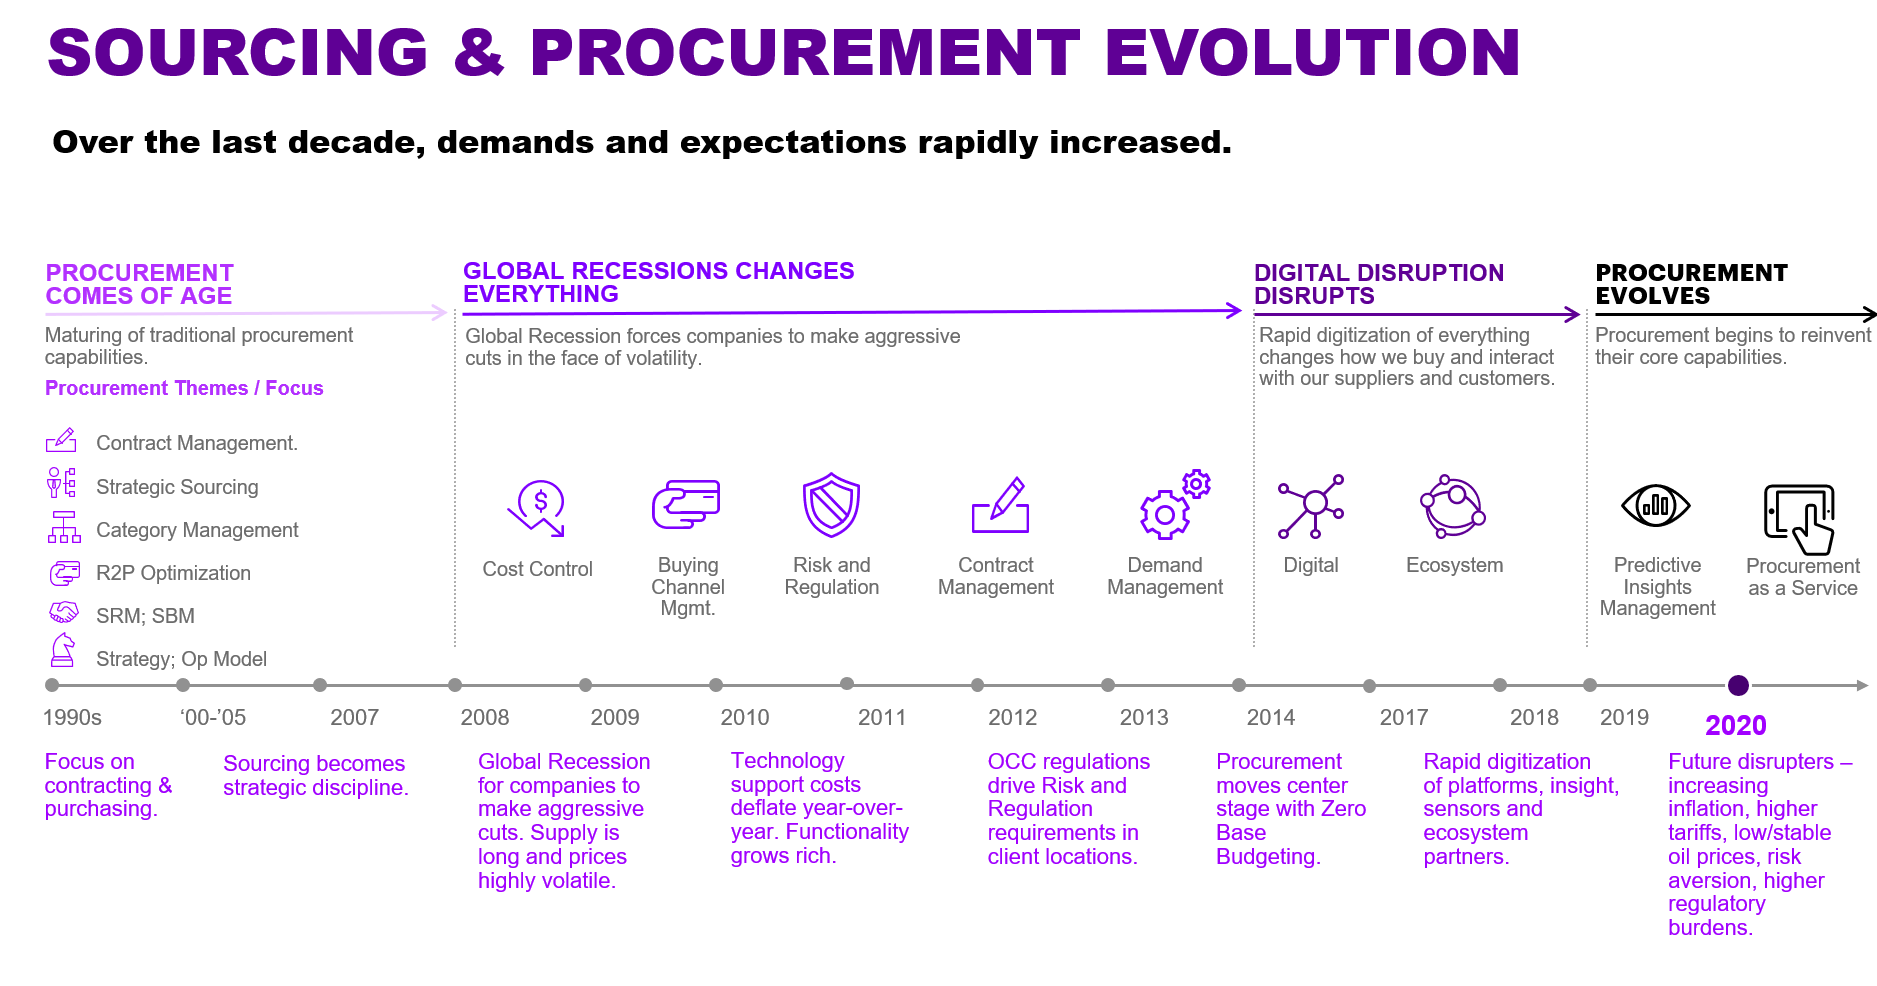 SOURCING & PROCUREMENT EVOLUTION
Over the last decade, demands and expectations rapidly increased.
PROCUREMENT
COMES OF AGE
Maturing of traditional procurement
capabilities.
Procurement Themes / Focus
Contract Management.
Strategic Sourcing
Category Management
R2P Optimization
SRM; SBM
Strategy; Op Model
GLOBAL RECESSIONS CHANGES
EVERYTHING
Global Recession forces companies to make aggressive
cuts in the face of volatility.
$
Cost Control
Buying
Channel
Mgmt.
Risk and
Regulation
Contract
Management
Demand
Management
DIGITAL DISRUPTION
DISRUPTS
Rapid digitization of everything
changes how we buy and interact
with our suppliers and customers.
Digital
Ecosystem
PROCUREMENT
EVOLVES
Procurement begins to reinvent
their core capabilities.
Predictive
Insights
Management
Procurement
as a Service
1990s
‘00-’05
2007
2008
2009
2010
2011
2012
2013
2014
2017
2018
2019
2020
Focus on
contracting &
purchasing.
Sourcing becomes
strategic discipline.
Global Recession
for companies to
make aggressive
cuts. Supply is
long and prices
highly volatile.
Technology
support costs
deflate year-over-
year. Functionality
grows rich.
OCC regulations
drive Risk and
Regulation
requirements in
client locations.
Procurement
moves center
stage with Zero
Base
Budgeting.
Rapid digitization
of platforms, insight,
sensors and
ecosystem
partners.
Future disrupters –
increasing
inflation, higher
tariffs, low/stable
oil prices, risk
aversion, higher
regulatory
burdens.